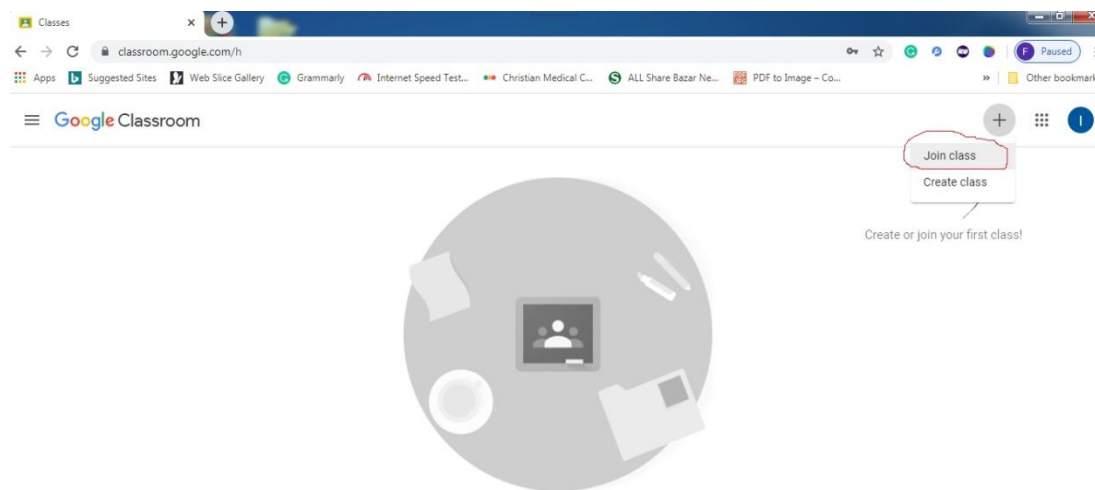 Classes
classroom.google.com/h
Paused
Apps Suggested Sites Web Slice Gallery Grammarly Internet Speed Test... Christian Medical C... ALL Share Bazar Ne... PDF to Image – Co... » Other bookmark
Google Classroom
I
Join class
Create class
Create or join your first class!